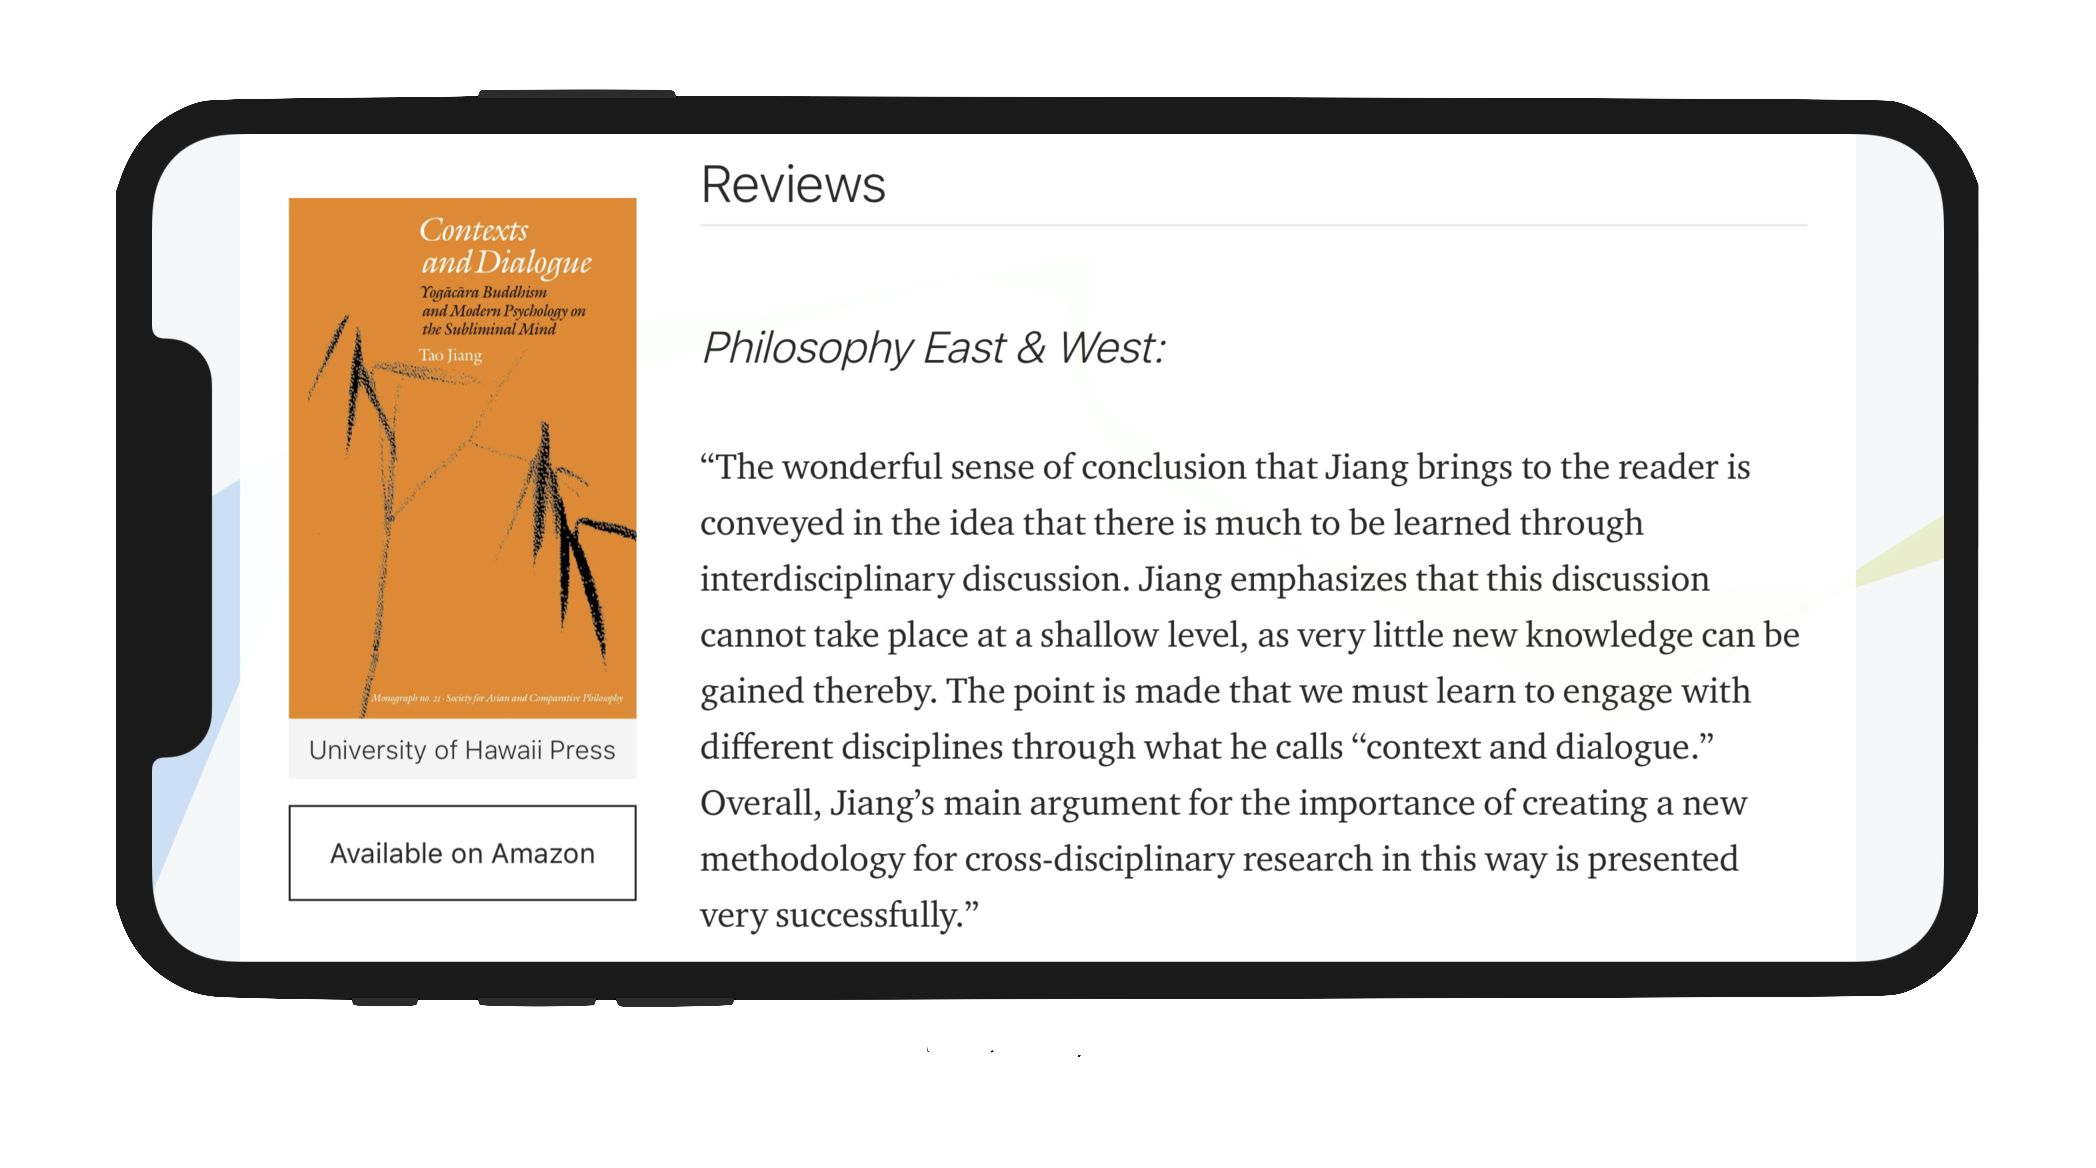 Contexts
and Dialogue
Yogācāra Buddhism
and Modern Psychology on
the Subliminal Mind
Tao Jiang
Monograph no. 21 · Society for Asian and Comparative Philosophy
University of Hawaii Press
Available on Amazon
Reviews
Philosophy East & West:
“The wonderful sense of conclusion that Jiang brings to the reader is
conveyed in the idea that there is much to be learned through
interdisciplinary discussion. Jiang emphasizes that this discussion
cannot take place at a shallow level, as very little new knowledge can be
gained thereby. The point is made that we must learn to engage with
different disciplines through what he calls “context and dialogue.”
Overall, Jiang’s main argument for the importance of creating a new
methodology for cross-disciplinary research in this way is presented
very successfully.”